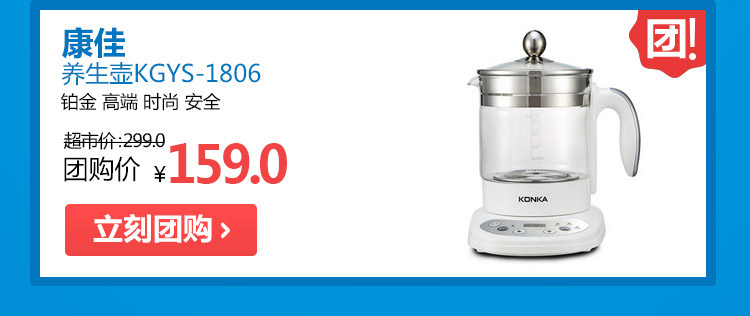 康佳
养生壶KGYS-1806
铂金 高端 时尚 安全
超市价:299.0
团购价 ¥159.0
立刻团购 ›
团!
KONKA